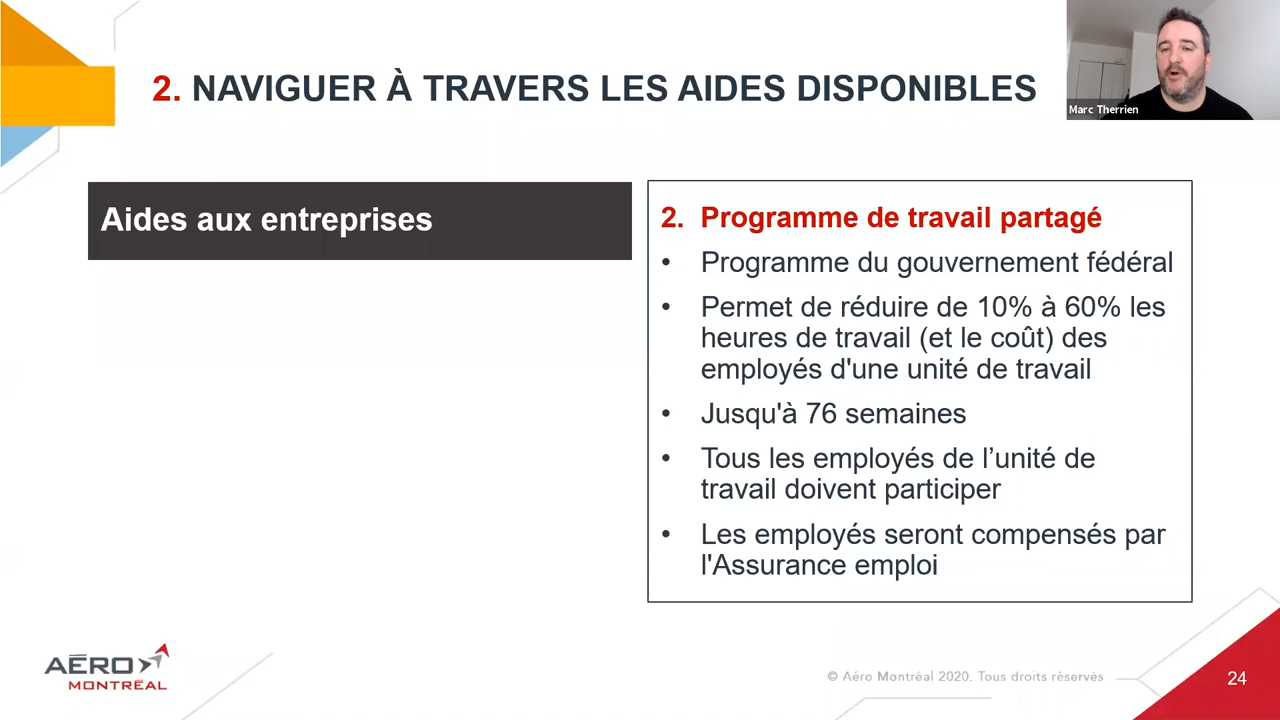 2. NAVIGUER À TRAVERS LES AIDES DISPONIBLES
Marc Therrien
Aides aux entreprises
2. Programme de travail partagé
• Programme du gouvernement fédéral
• Permet de réduire de 10% à 60% les
heures de travail (et le coût) des
employés d'une unité de travail
• Jusqu'à 76 semaines
• Tous les employés de l’unité de
travail doivent participer
• Les employés seront compensés par
l'Assurance emploi
AÉRO
MONTRÉAL
© Aéro Montréal 2020. Tous droits réservés
24